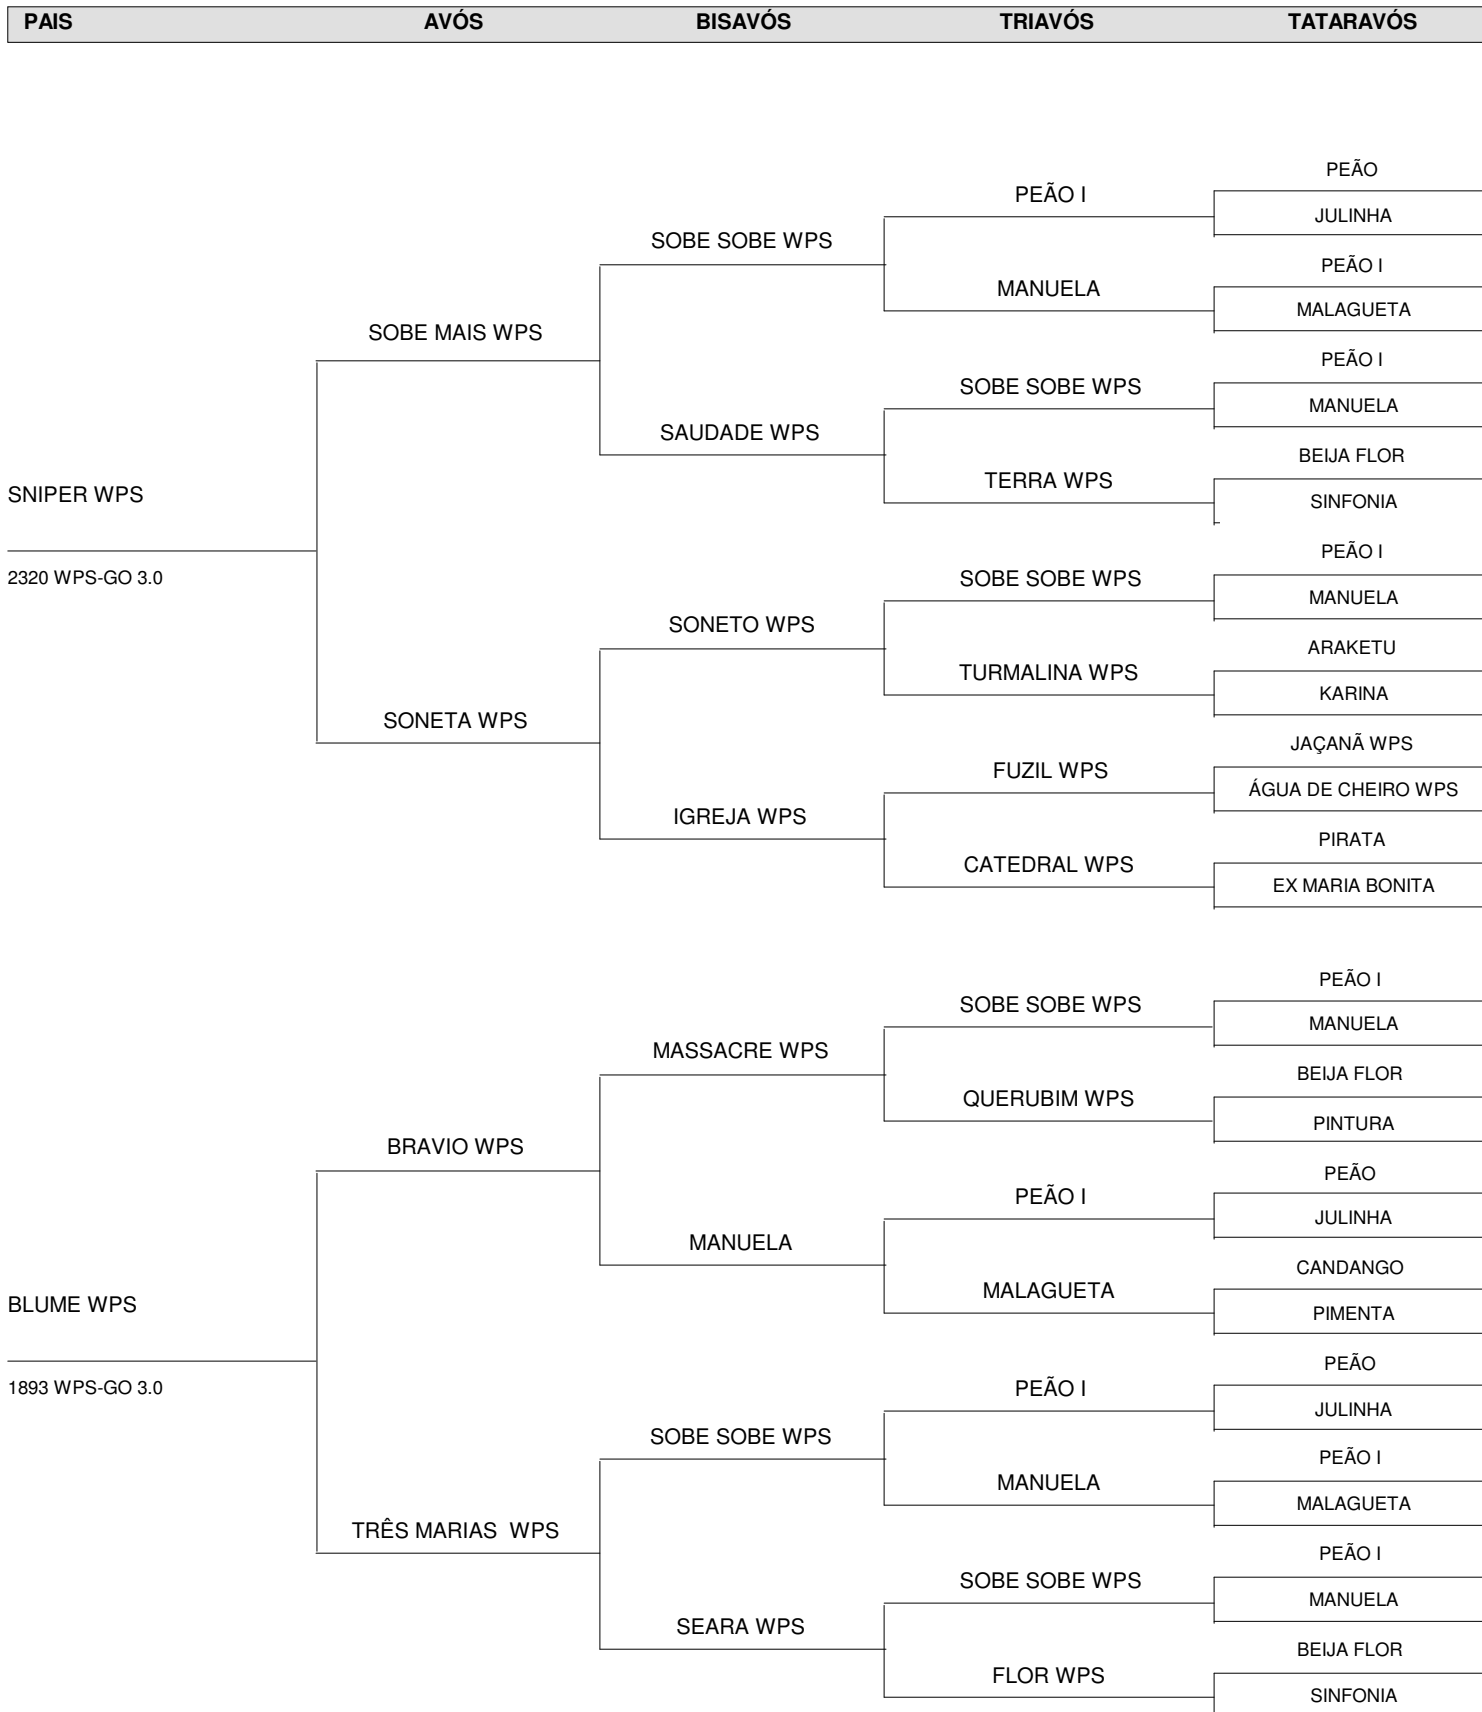 PAIS AVÓS BISAVÓS TRIAVÓS TATARAVÓS
PEÃO
PEÃO I
JULINHA
SOBE SOBE WPS
PEÃO I
MANUELA
MALAGUETA
SOBE MAIS WPS
PEÃO I
SOBE SOBE WPS
MANUELA
SAUDADE WPS
BEIJA FLOR
TERRA WPS
SNIPER WPS
SINFONIA
PEÃO I
2320 WPS-GO 3.0
SOBE SOBE WPS
MANUELA
SONETO WPS
ARAKETU
TURMALINA WPS
KARINA
SONETA WPS
JAÇANÃ WPS
FUZIL WPS
ÁGUA DE CHEIRO WPS
IGREJA WPS
PIRATA
CATEDRAL WPS
EX MARIA BONITA
PEÃO I
SOBE SOBE WPS
MANUELA
MASSACRE WPS
BEIJA FLOR
QUERUBIM WPS
PINTURA
BRAVIO WPS
PEÃO
PEÃO I
JULINHA
MANUELA
CANDANGO
MALAGUETA
BLUME WPS
PIMENTA
PEÃO
1893 WPS-GO 3.0
PEÃO I
JULINHA
SOBE SOBE WPS
PEÃO I
MANUELA
MALAGUETA
TRÊS MARIAS WPS
PEÃO I
SOBE SOBE WPS
MANUELA
SEARA WPS
BEIJA FLOR
FLOR WPS
SINFONIA